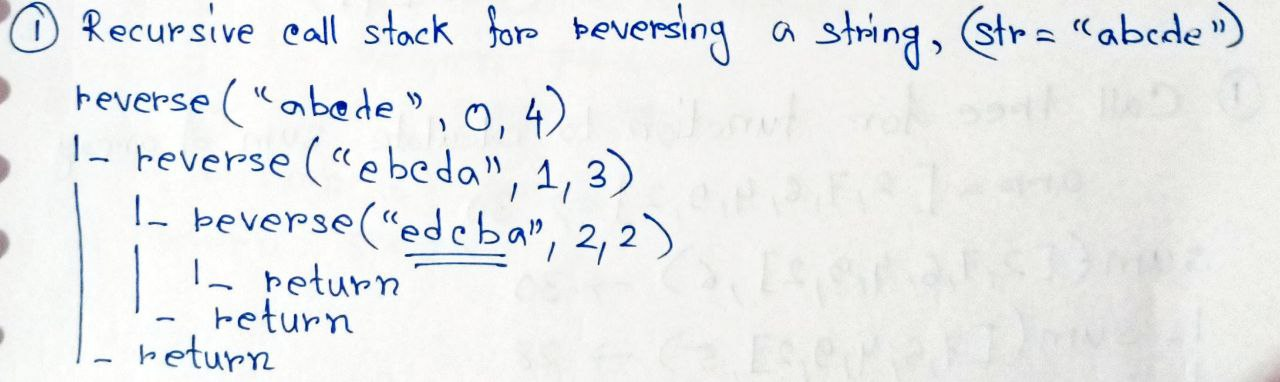 ① Recursive call stack for reversing a string, (str = "abcde")
reverse ("abcde", 0, 4)
|- reverse ("ebcda", 1, 3)
|- reverse ("edcba", 2, 2)
|- return
- return
- return